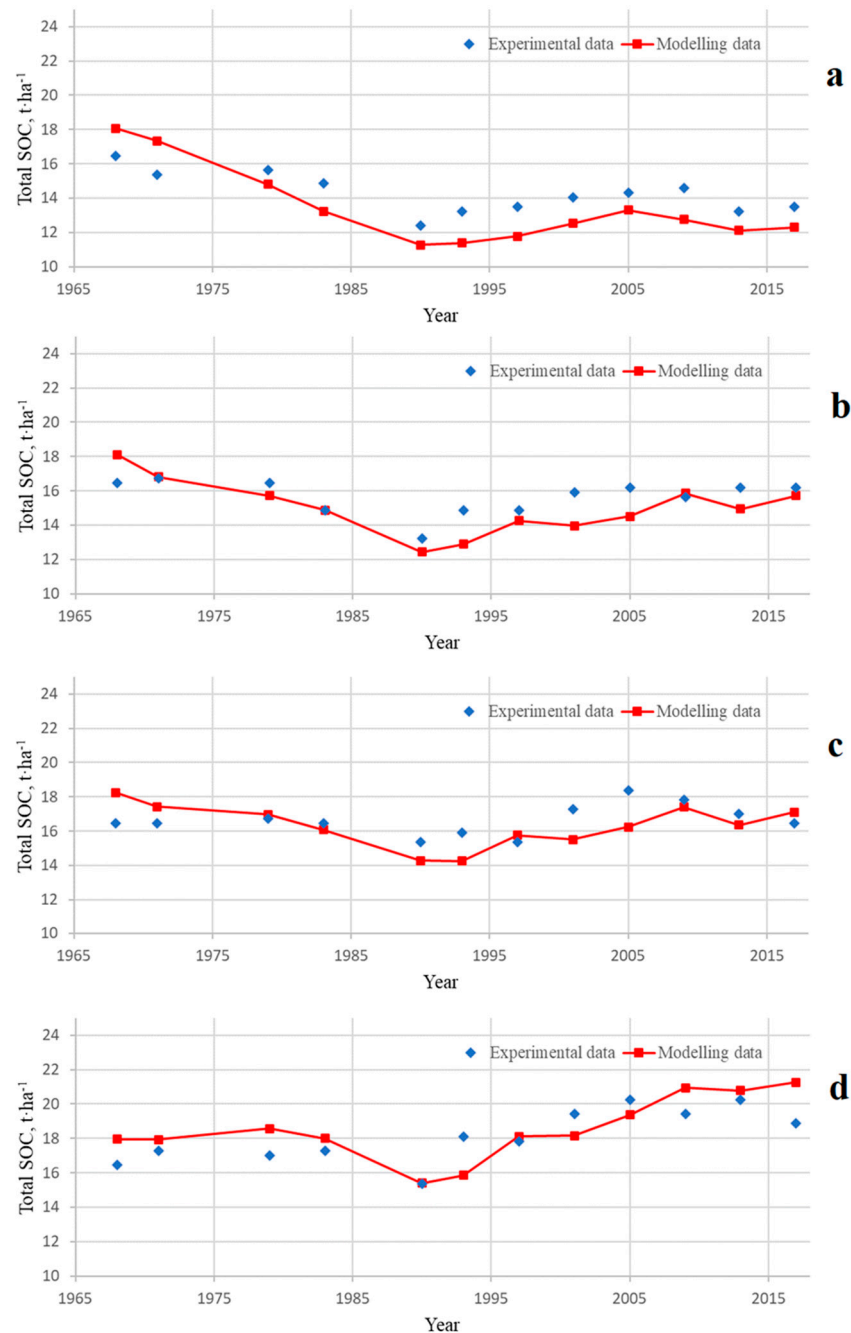 24
Experimental data Modelling data
22
a
20
Total SOC, t·ha⁻¹
18
16
14
12
10
1965 1975 1985 1995 2005 2015
Year
24
Experimental data Modelling data
22
b
20
Total SOC, t·ha⁻¹
18
16
14
12
10
1965 1975 1985 1995 2005 2015
Year
24
Experimental data Modelling data
22
c
20
Total SOC, t·ha⁻¹
18
16
14
12
10
1965 1975 1985 1995 2005 2015
Year
24
Experimental data Modelling data
22
d
20
Total SOC, t·ha⁻¹
18
16
14
12
10
1965 1975 1985 1995 2005 2015
Year